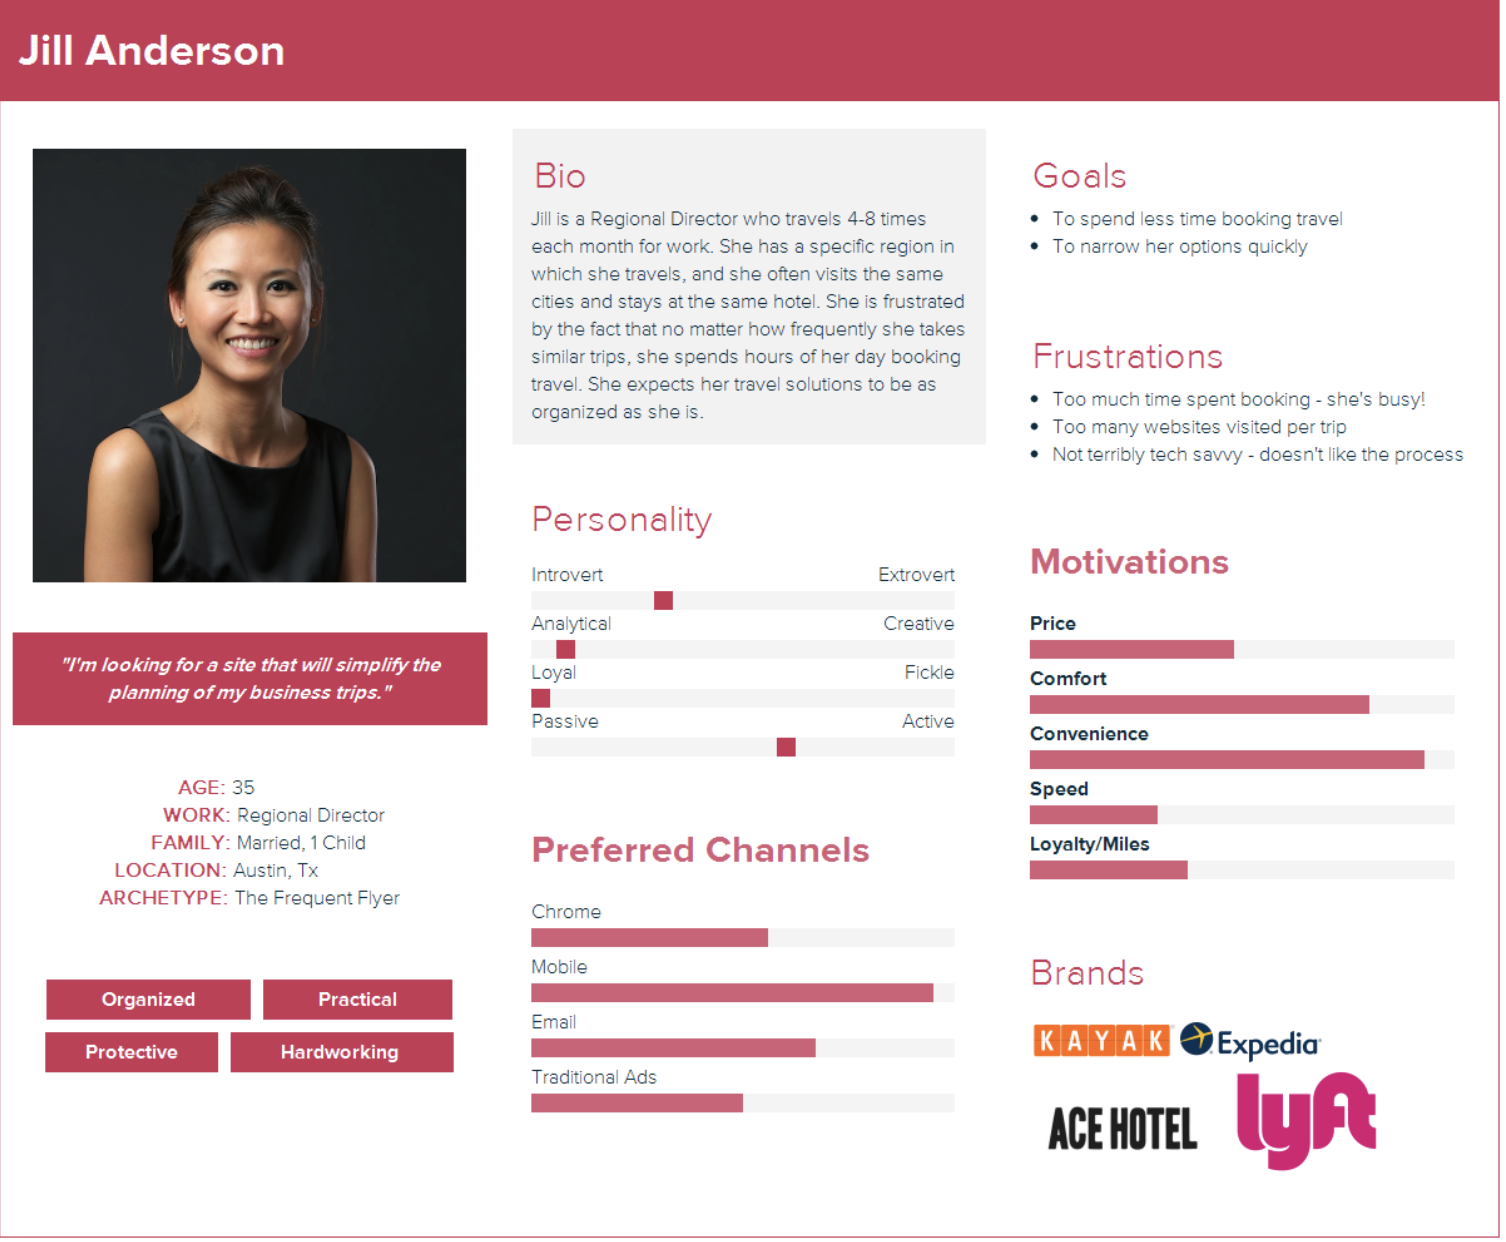 Jill Anderson
"I'm looking for a site that will simplify the
planning of my business trips."
AGE: 35
WORK: Regional Director
FAMILY: Married, 1 Child
LOCATION: Austin, Tx
ARCHETYPE: The Frequent Flyer
Organized
Practical
Protective
Hardworking
Bio
Jill is a Regional Director who travels 4-8 times
each month for work. She has a specific region in
which she travels, and she often visits the same
cities and stays at the same hotel. She is frustrated
by the fact that no matter how frequently she takes
similar trips, she spends hours of her day booking
travel. She expects her travel solutions to be as
organized as she is.
Personality
Introvert Extrovert
Analytical Creative
Loyal Fickle
Passive Active
Preferred Channels
Chrome
Mobile
Email
Traditional Ads
Goals
• To spend less time booking travel
• To narrow her options quickly
Frustrations
• Too much time spent booking - she's busy!
• Too many websites visited per trip
• Not terribly tech savvy - doesn't like the process
Motivations
Price
Comfort
Convenience
Speed
Loyalty/Miles
Brands
KAYAK Expedia
ACE HOTEL lyft